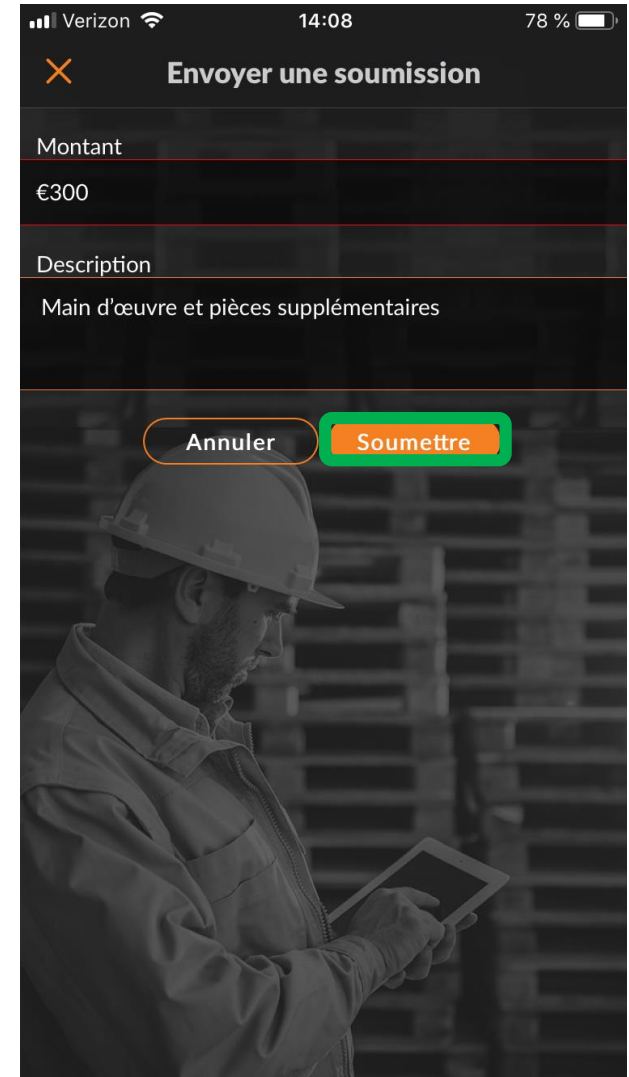 Verizon 14:08 78 %
Envoyer une soumission
Montant
€300
Description
Main d’œuvre et pièces supplémentaires
Annuler Soumettre